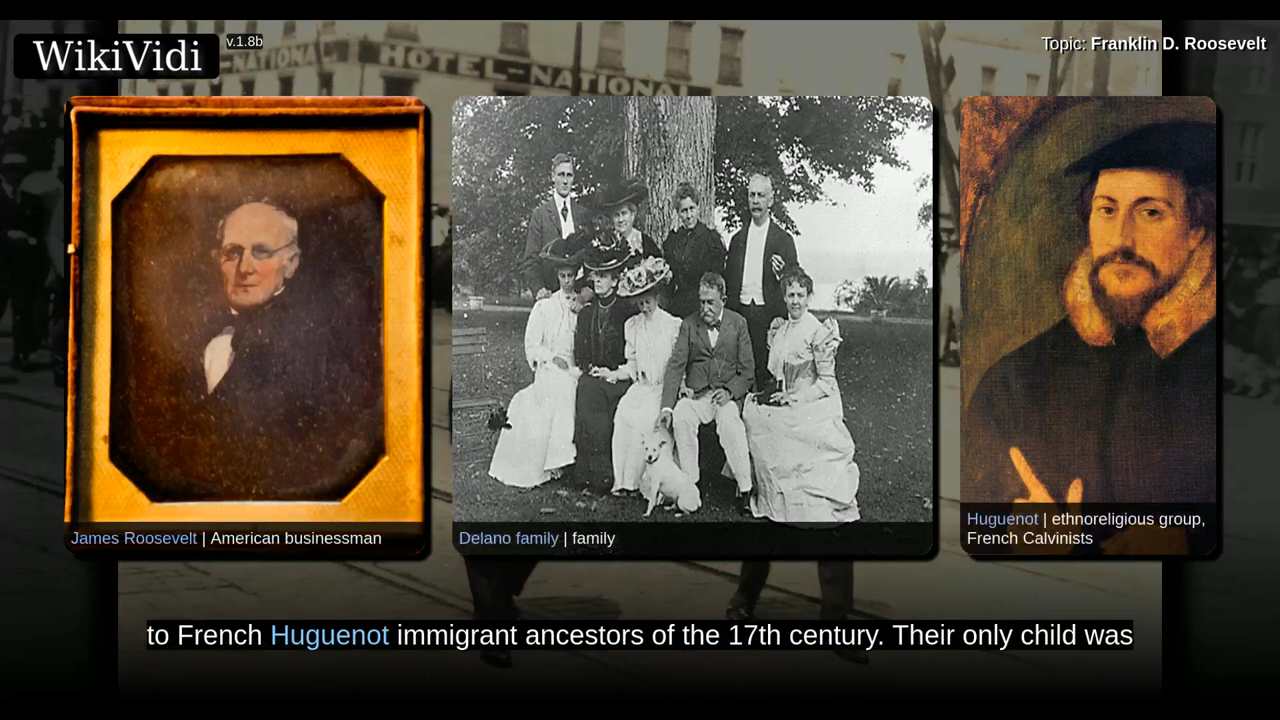 WikiVidi
v.1.8b
Topic: Franklin D. Roosevelt
-NATIONAL
HOTEL-NATIONAL
James Roosevelt | American businessman
Delano family | family
Huguenot | ethnoreligious group,
French Calvinists
to French Huguenot immigrant ancestors of the 17th century. Their only child was